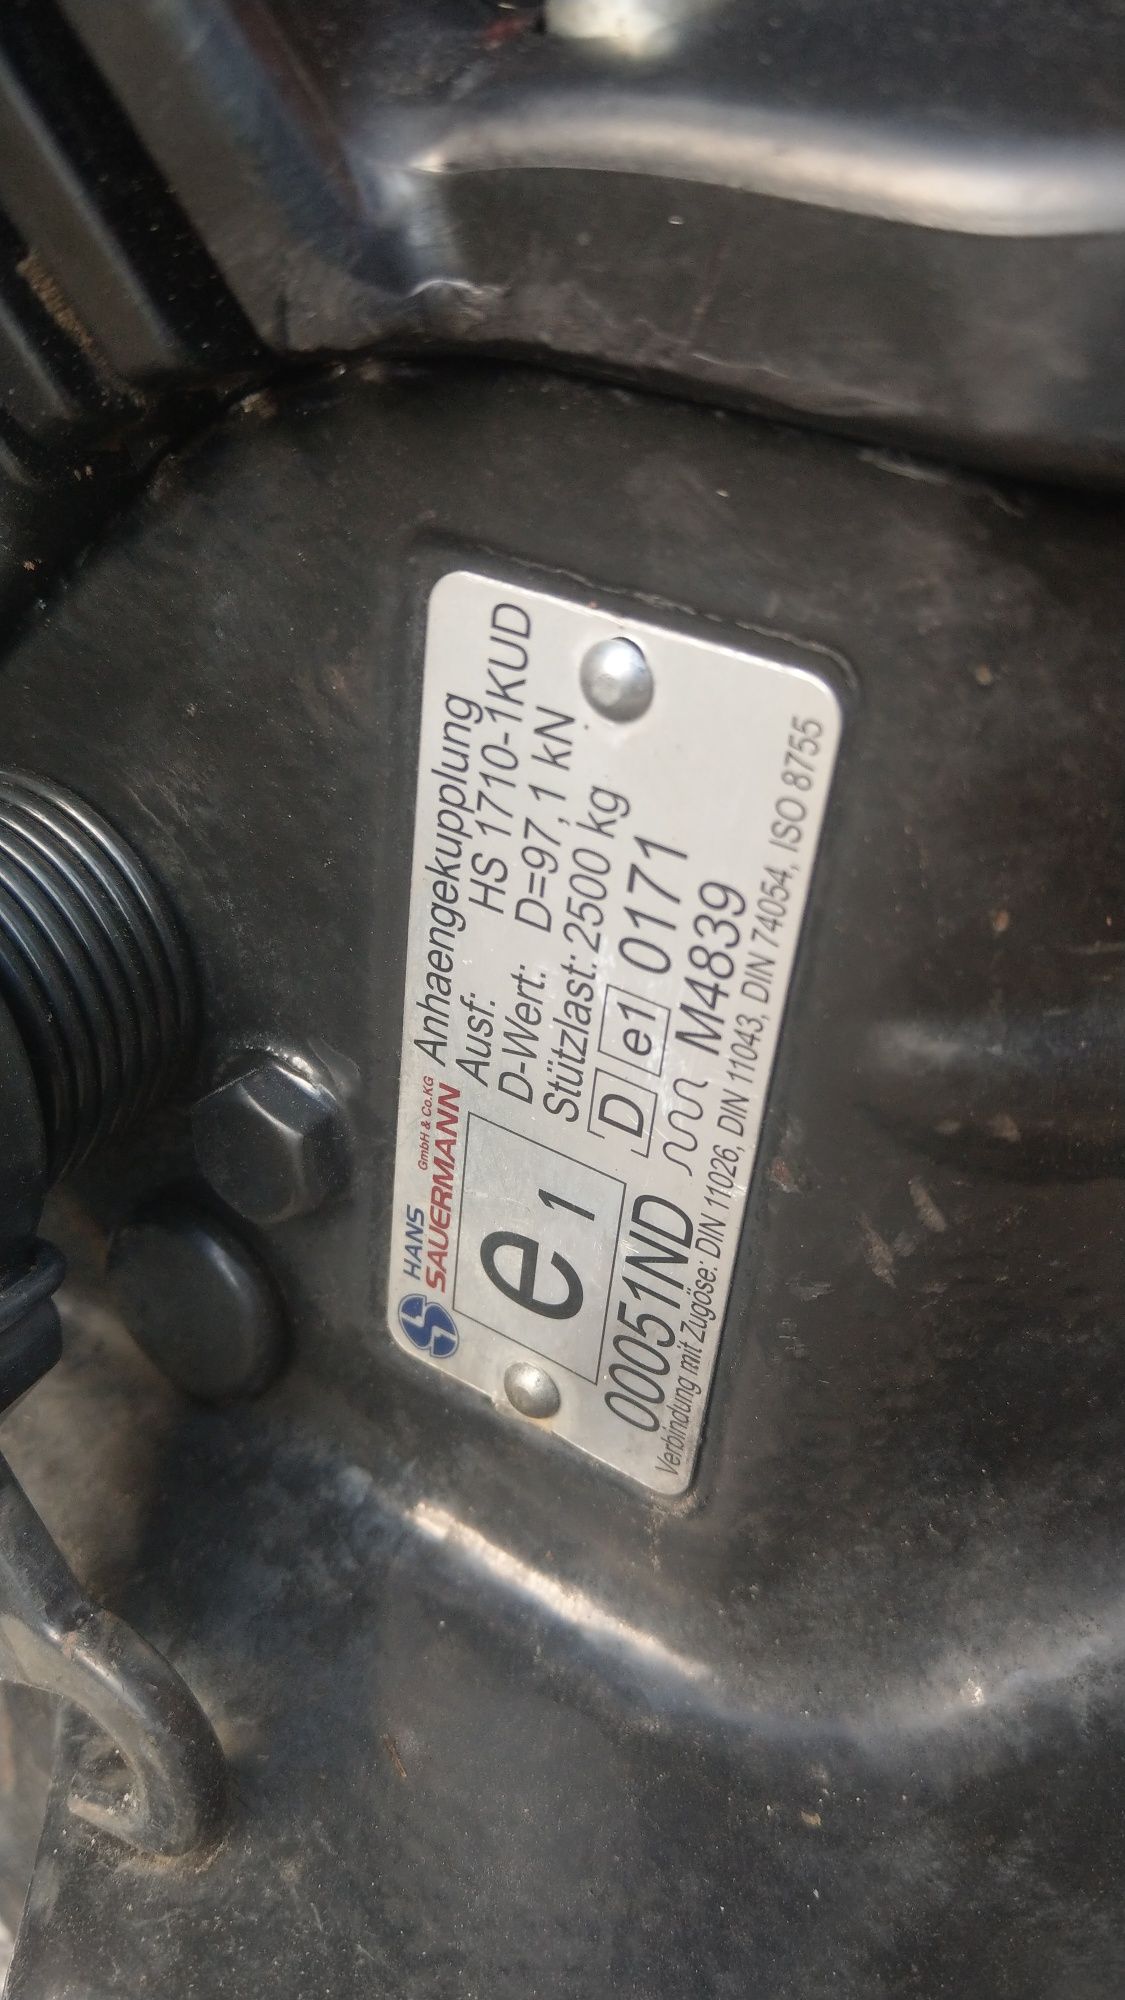 HANS
SAUERMANN
GmbH & Co.KG
Anhaengekupplung
Ausf: HS 1710-1KUD
D-Wert: D=97,1 kN
Stützlast: 2500 kg
e 1
D e1 0171
00051ND M4839
Verbindung mit Zugöse: DIN 11026, DIN 11043, DIN 74054, ISO 8755